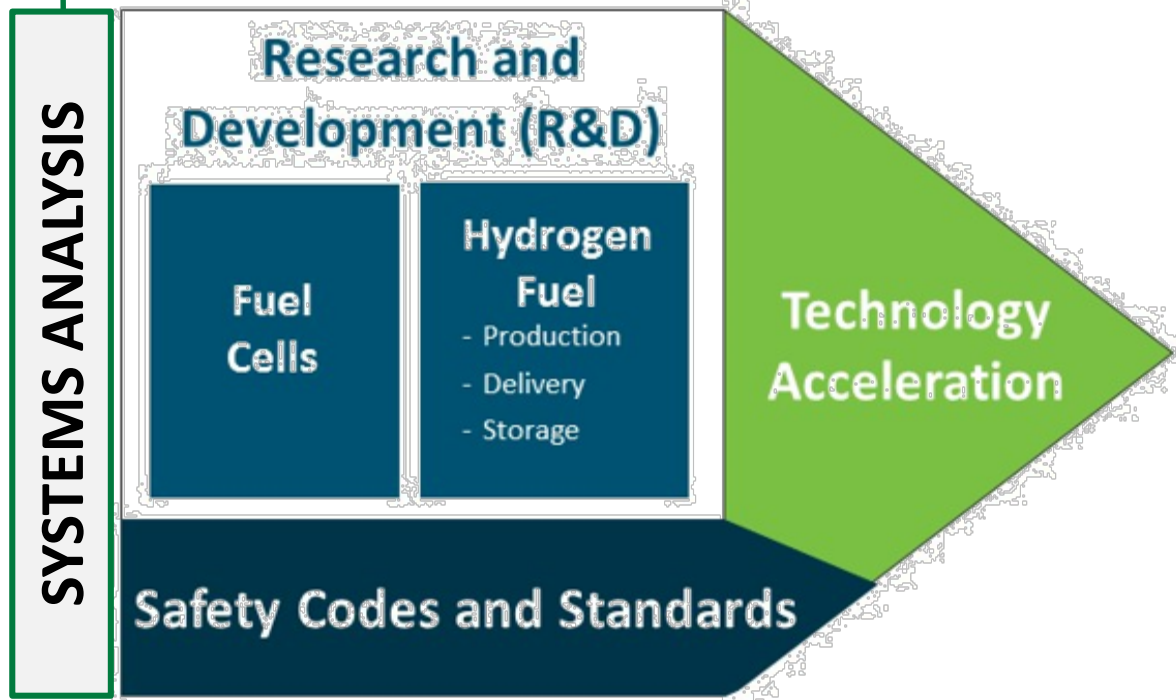 SYSTEMS ANALYSIS
Research and
Development (R&D)
Fuel
Cells
Hydrogen
Fuel
- Production
- Delivery
- Storage
Technology
Acceleration
Safety Codes and Standards